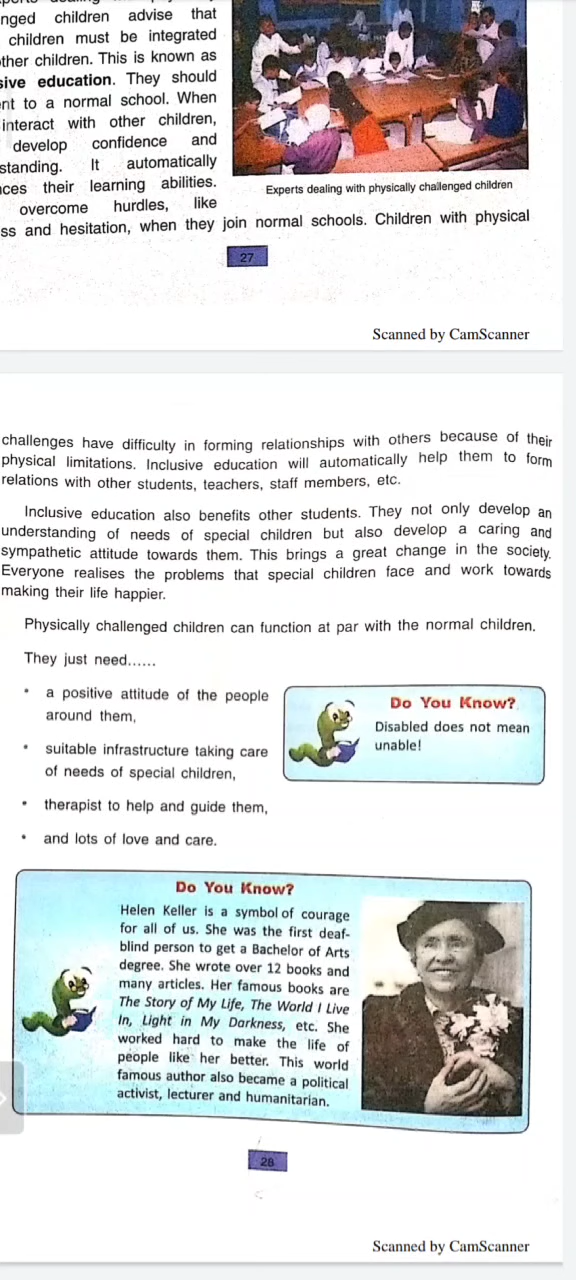 nged children advise that
children must be integrated
ther children. This is known as
sive education. They should
nt to a normal school. When
interact with other children,
develop confidence and
standing. It automatically
ces their learning abilities.
overcome hurdles, like
ss and hesitation, when they join normal schools. Children with physical
Experts dealing with physically challenged children
27
Scanned by CamScanner
challenges have difficulty in forming relationships with others because of their
physical limitations. Inclusive education will automatically help them to form
relations with other students, teachers, staff members, etc.
Inclusive education also benefits other students. They not only develop an
understanding of needs of special children but also develop a caring and
sympathetic attitude towards them. This brings a great change in the society.
Everyone realises the problems that special children face and work towards
making their life happier.
Physically challenged children can function at par with the normal children.
They just need......
• a positive attitude of the people
around them,
• suitable infrastructure taking care
of needs of special children,
• therapist to help and guide them,
• and lots of love and care.
Do You Know?
Disabled does not mean
unable!
Do You Know?
Helen Keller is a symbol of courage
for all of us. She was the first deaf-
blind person to get a Bachelor of Arts
degree. She wrote over 12 books and
many articles. Her famous books are
The Story of My Life, The World I Live
In, Light in My Darkness, etc. She
worked hard to make the life of
people like her better. This world
famous author also became a political
activist, lecturer and humanitarian.
28
Scanned by CamScanner